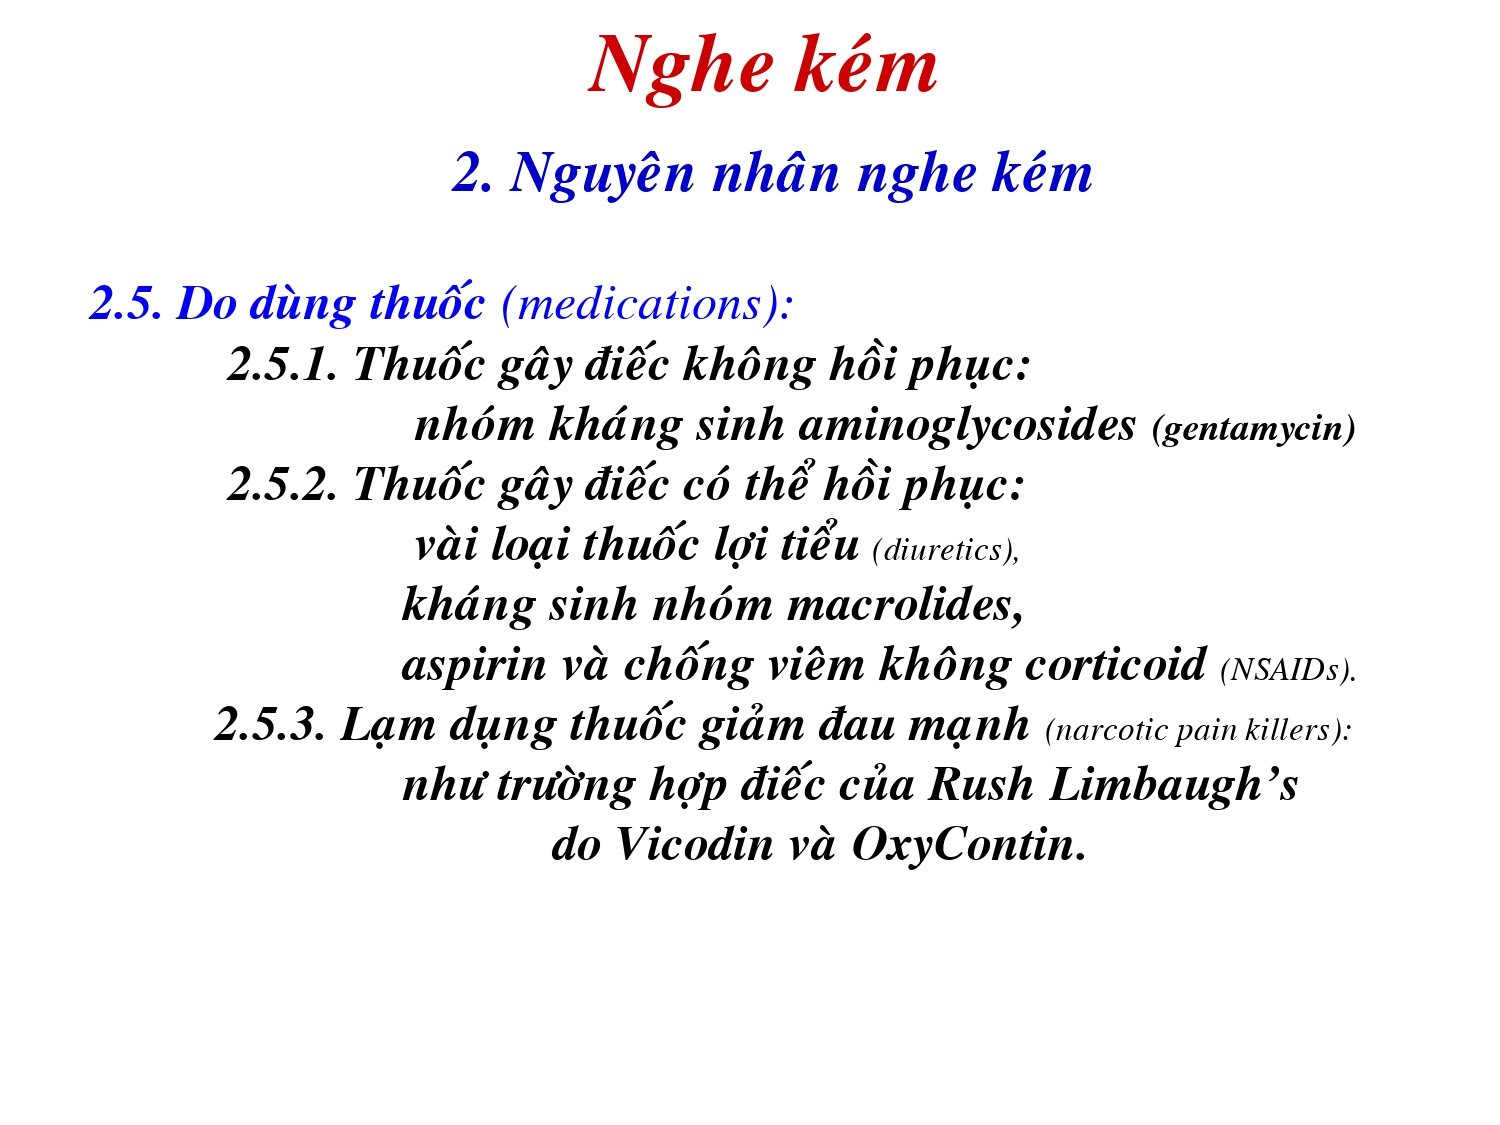 Nghe kém
2. Nguyên nhân nghe kém
2.5. Do dùng thuốc (medications):
2.5.1. Thuốc gây điếc không hồi phục:
nhóm kháng sinh aminoglycosides (gentamycin)
2.5.2. Thuốc gây điếc có thể hồi phục:
vài loại thuốc lợi tiểu (diuretics),
kháng sinh nhóm macrolides,
aspirin và chống viêm không corticoid (NSAIDs).
2.5.3. Lạm dụng thuốc giảm đau mạnh (narcotic pain killers):
như trường hợp điếc của Rush Limbaugh’s
do Vicodin và OxyContin.